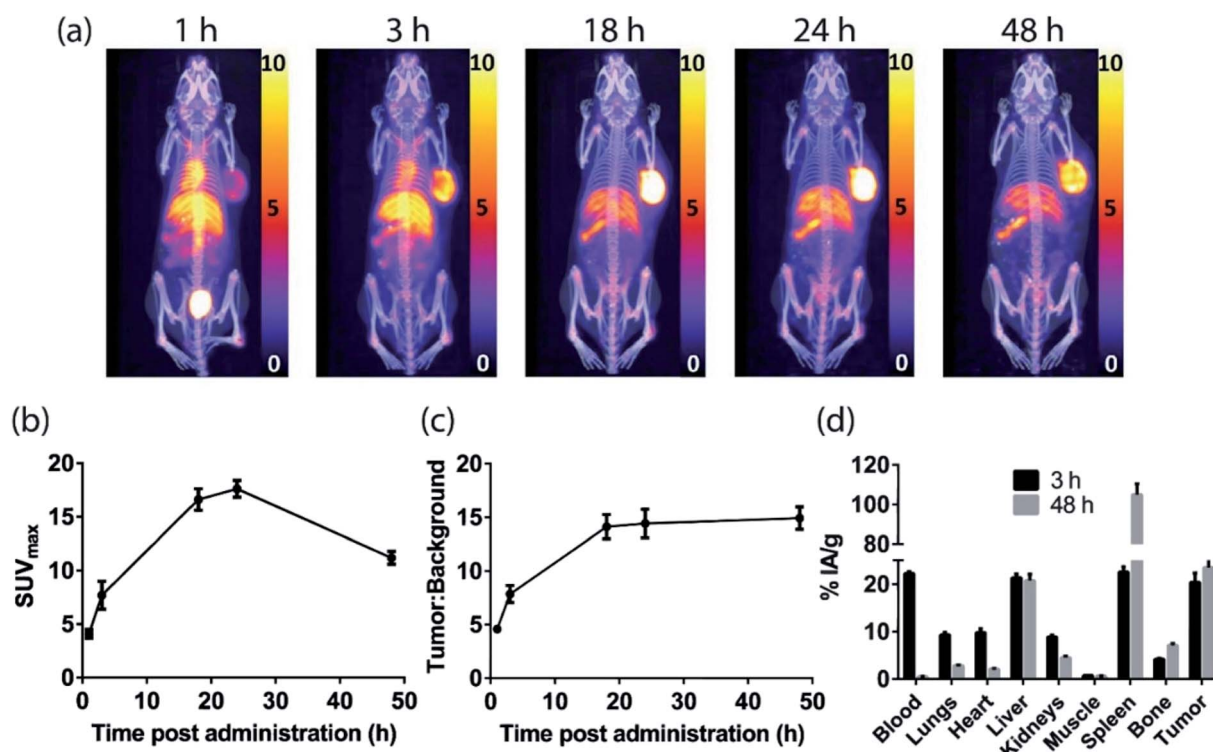 (a)
1 h 3 h 18 h 24 h 48 h
10 10 10 10 10
5 5 5 5 5
0 0 0 0 0
(b)
20
15
10
5
0
SUVmax
0 10 20 30 40 50
Time post administration (h)
(c)
20
15
10
5
0
Tumor:Background
0 10 20 30 40 50
Time post administration (h)
(d)
120
100
80
20
10
0
% IA/g
3 h
48 h
Blood
Lungs
Heart
Liver
Kidneys
Muscle
Spleen
Bone
Tumor